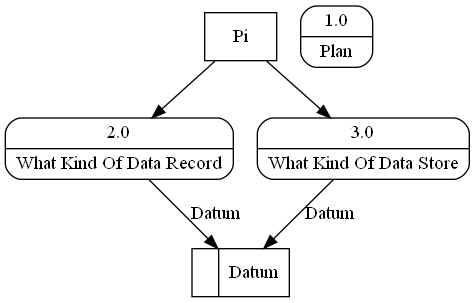 Pi
1.0
Plan
2.0
What Kind Of Data Record
3.0
What Kind Of Data Store
Datum
Datum
Datum